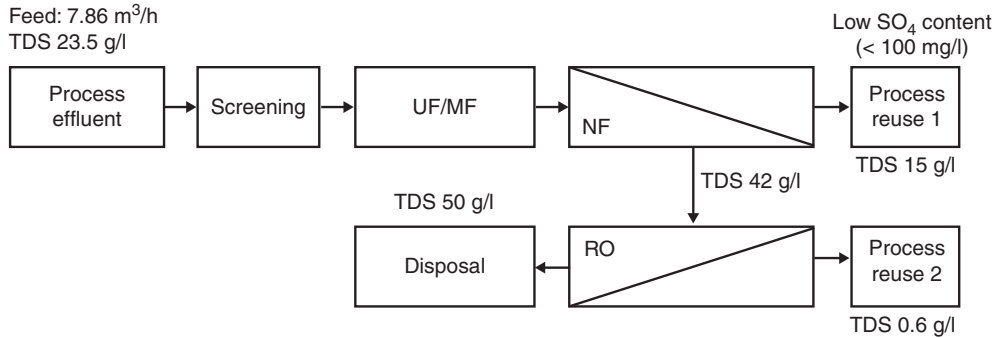 Feed: 7.86 m³/h
TDS 23.5 g/l
Low SO₄ content
(< 100 mg/l)
Process
effluent
Screening
UF/MF
NF
Process
reuse 1
TDS 15 g/l
TDS 42 g/l
TDS 50 g/l
Disposal
RO
Process
reuse 2
TDS 0.6 g/l